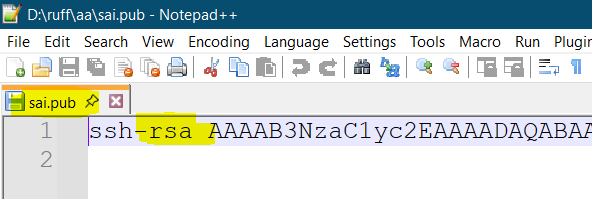 D:\ruff\aa\sai.pub - Notepad++
File Edit Search View Encoding Language Settings Tools Macro Run Plugin
sai.pub
1 ssh-rsa AAAAB3NzaC1yc2EAAAADAQABAA
2